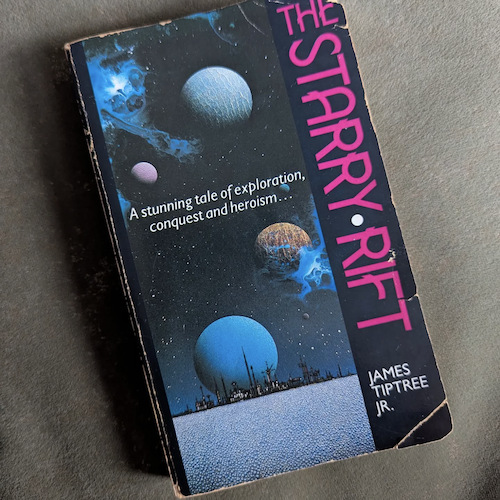 THE
STARRY • RIFT
A stunning tale of exploration,
conquest and heroism...
JAMES
TIPTREE
JR.